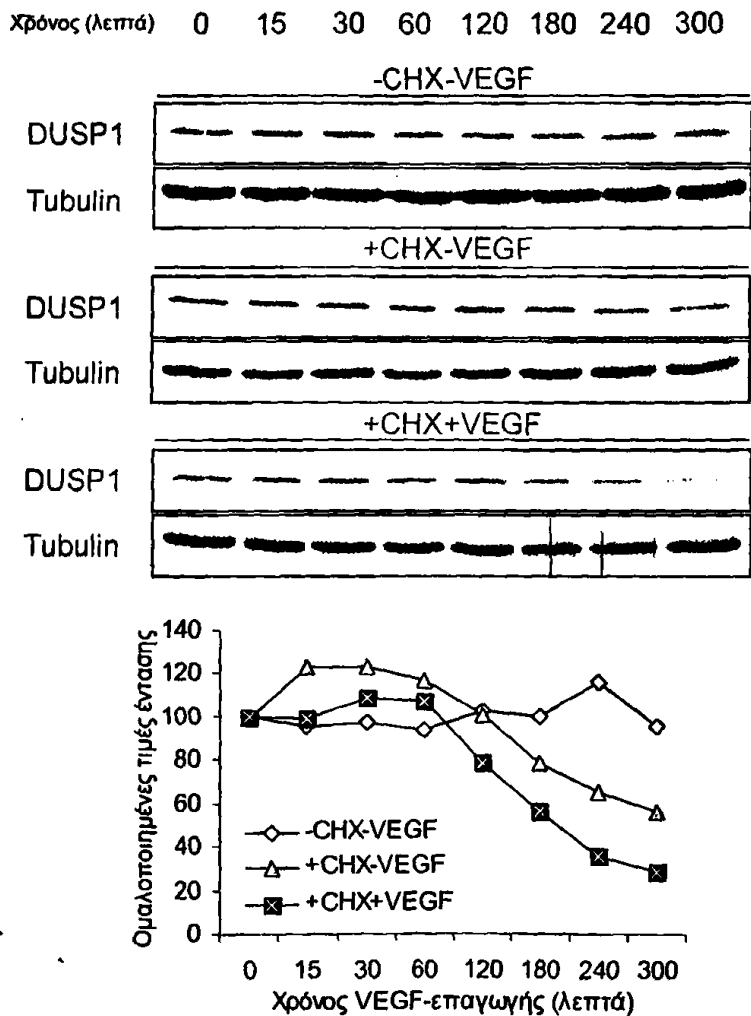 Χρόνος (λεπτά) 0 15 30 60 120 180 240 300
-CHX-VEGF
DUSP1
Tubulin
+CHX-VEGF
DUSP1
Tubulin
+CHX+VEGF
DUSP1
Tubulin
Ομαλοποιημένες τιμές έντασης
140
120
100
80
60
40
20
0
-CHX-VEGF
+CHX-VEGF
+CHX+VEGF
0 15 30 60 120 180 240 300
Χρόνος VEGF-επαγωγής (λεπτά)